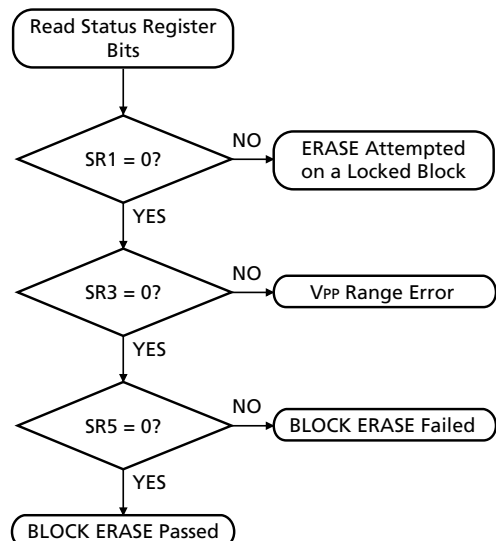 Read Status Register
Bits
SR1 = 0?
NO
ERASE Attempted
on a Locked Block
YES
SR3 = 0?
NO
VPP Range Error
YES
SR5 = 0?
NO
BLOCK ERASE Failed
YES
BLOCK ERASE Passed